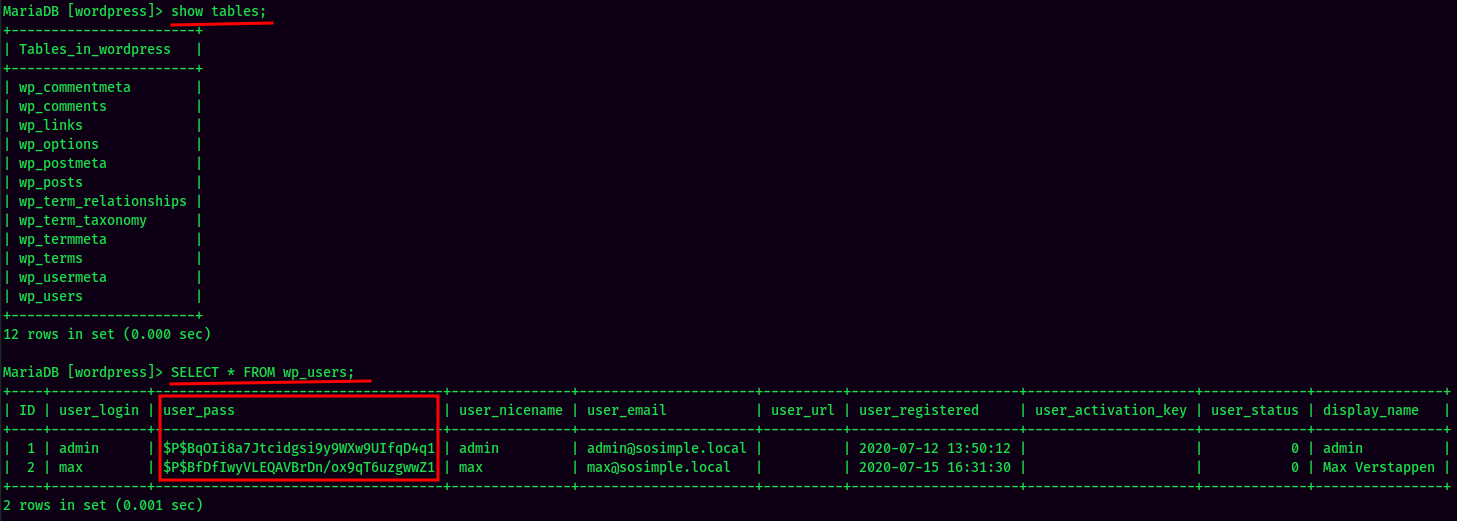 MariaDB [wordpress]> show tables;
+-----------------------+
| Tables_in_wordpress   |
+-----------------------+
| wp_commentmeta        |
| wp_comments           |
| wp_links              |
| wp_options            |
| wp_postmeta           |
| wp_posts              |
| wp_term_relationships |
| wp_term_taxonomy      |
| wp_termmeta           |
| wp_terms              |
| wp_usermeta           |
| wp_users              |
+-----------------------+
12 rows in set (0.000 sec)
MariaDB [wordpress]> SELECT * FROM wp_users;
+----+------------+------------------------------------+---------------+--------------------+----------+---------------------+---------------------+-------------+----------------+
| ID | user_login | user_pass                          | user_nicename | user_email         | user_url | user_registered     | user_activation_key | user_status | display_name   |
+----+------------+------------------------------------+---------------+--------------------+----------+---------------------+---------------------+-------------+----------------+
|  1 | admin      | $P$BqOIi8a7Jtcidgsi9y9WXw9UIfqD4q1 | admin         | admin@sosimple.local |          | 2020-07-12 13:50:12 |                     |           0 | admin          |
|  2 | max        | $P$BfDfIwyVLEQAVBrDn/ox9qT6uzgwwZ1 | max           | max@sosimple.local |          | 2020-07-15 16:31:30 |                     |           0 | Max Verstappen |
+----+------------+------------------------------------+---------------+--------------------+----------+---------------------+---------------------+-------------+----------------+
2 rows in set (0.001 sec)